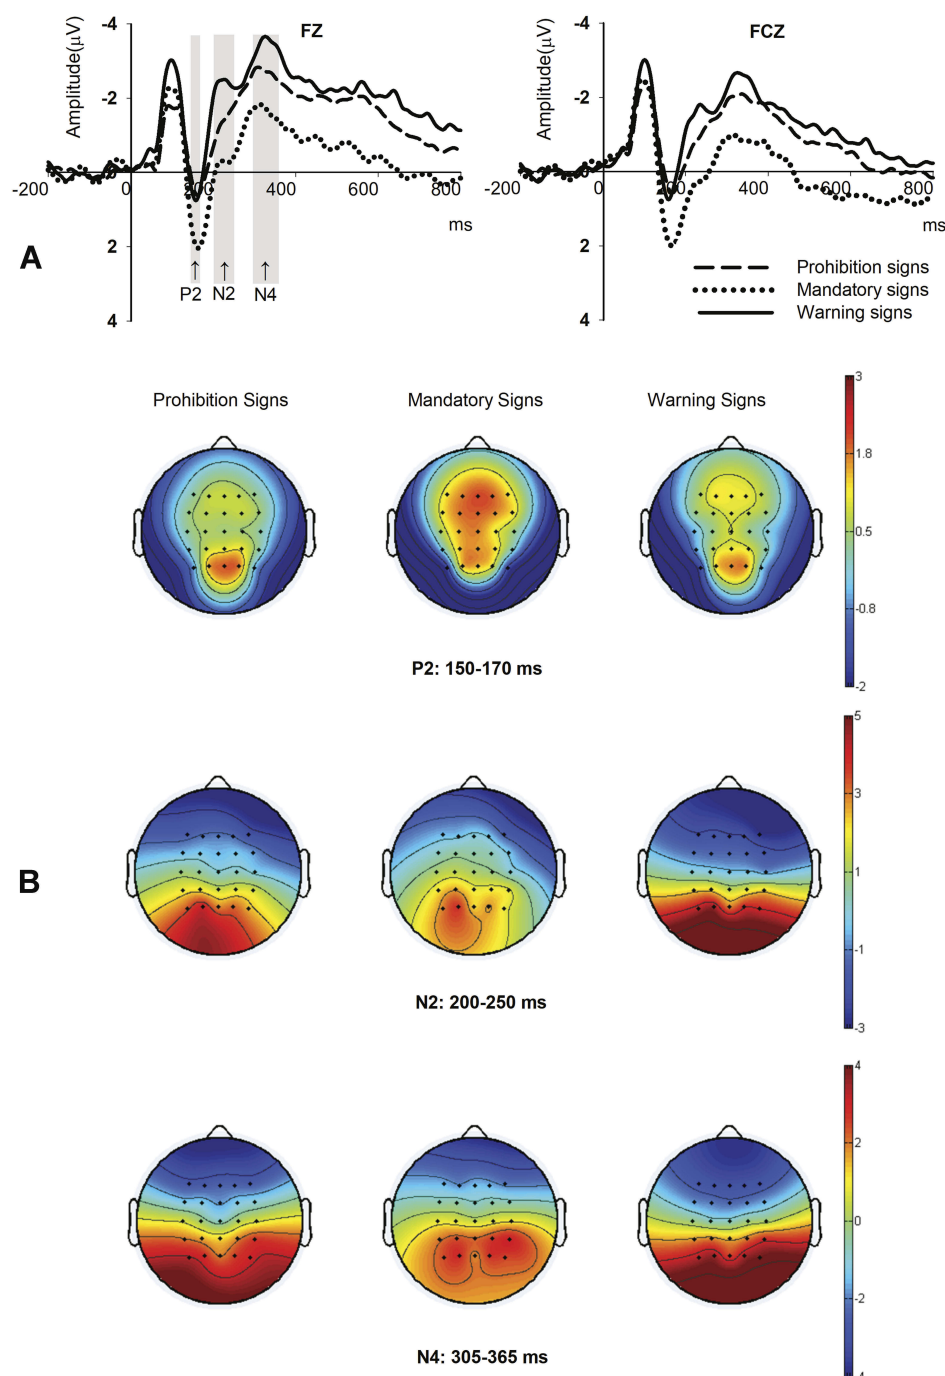 FZ
FCZ
Amplitude(μV)
-4
-2
2
4
-200
0
200
400
600
800
ms
P2
N2
N4
Amplitude(μV)
-4
-2
2
4
-200
0
200
400
600
800
ms
A
Prohibition signs
Mandatory signs
Warning signs
Prohibition Signs
Mandatory Signs
Warning Signs
3
1.8
0.5
-0.8
-2
P2: 150-170 ms
B
5
3
1
-1
-3
N2: 200-250 ms
4
2
0
-2
-4
N4: 305-365 ms